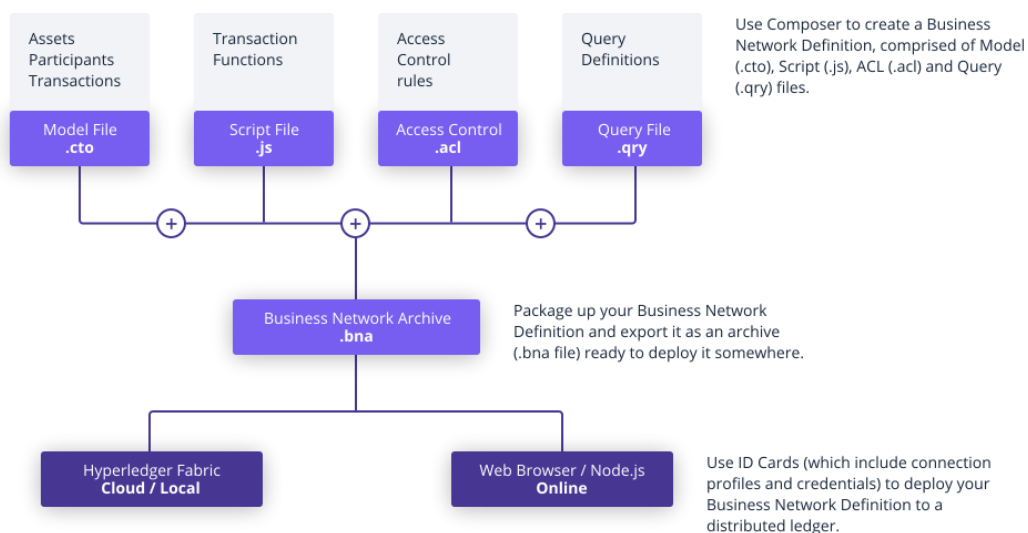 Assets
Participants
Transactions
Model File
.cto
Transaction
Functions
Script File
.js
Access
Control
rules
Access Control
.acl
Query
Definitions
Query File
.qry
Use Composer to create a Business
Network Definition, comprised of Model
(.cto), Script (.js), ACL (.acl) and Query
(.qry) files.
+
+
+
Business Network Archive
.bna
Package up your Business Network
Definition and export it as an archive
(.bna file) ready to deploy it somewhere.
Hyperledger Fabric
Cloud / Local
Web Browser / Node.js
Online
Use ID Cards (which include connection
profiles and credentials) to deploy your
Business Network Definition to a
distributed ledger.